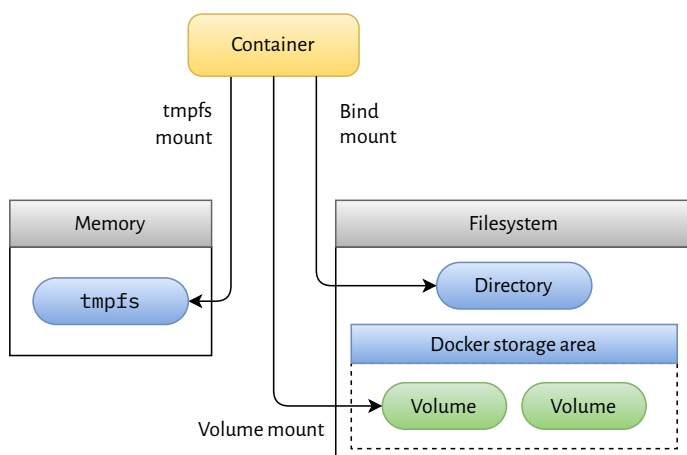 Container
tmpfs
mount
Bind
mount
Memory
Filesystem
tmpfs
Directory
Docker storage area
Volume
Volume
Volume mount